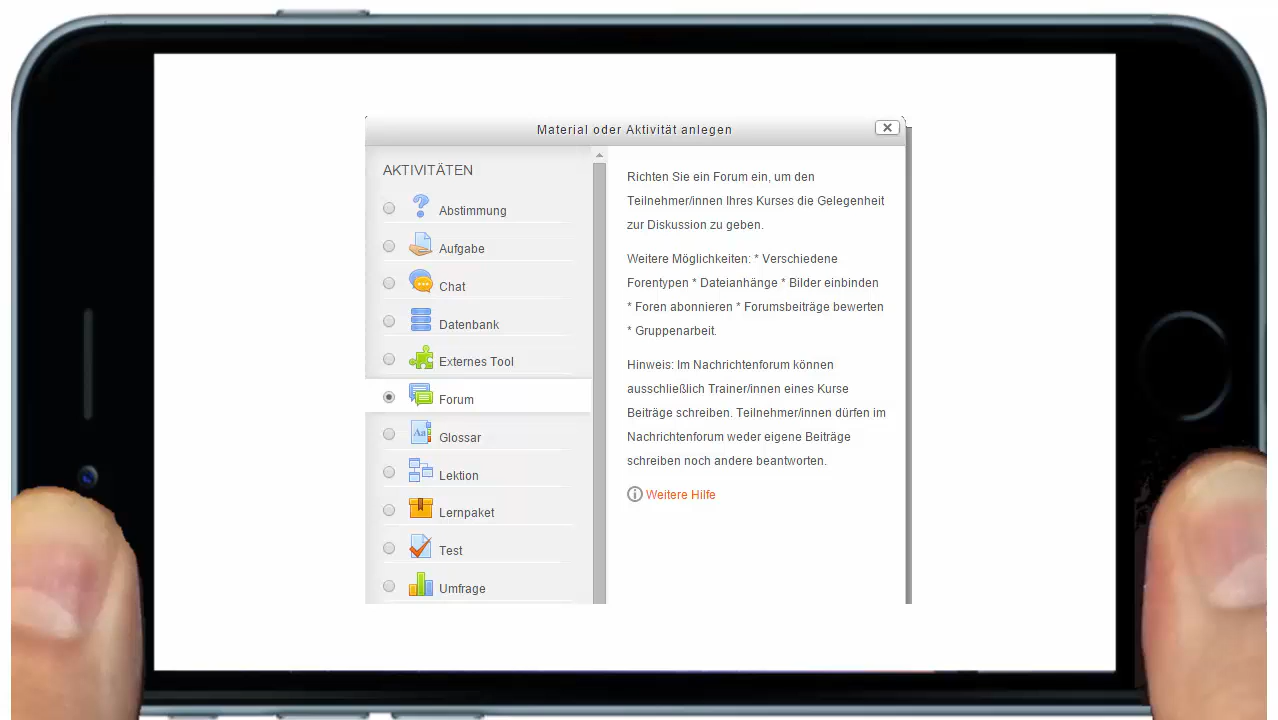 Material oder Aktivität anlegen
AKTIVITÄTEN
Abstimmung
Aufgabe
Chat
Datenbank
Externes Tool
Forum
Glossar
Lektion
Lernpaket
Test
Umfrage
Richten Sie ein Forum ein, um den
Teilnehmer/innen Ihres Kurses die Gelegenheit
zur Diskussion zu geben.
Weitere Möglichkeiten: * Verschiedene
Forentypen * Dateianhänge * Bilder einbinden
* Foren abonnieren * Forumsbeiträge bewerten
* Gruppenarbeit.
Hinweis: Im Nachrichtenforum können
ausschließlich Trainer/innen eines Kurse
Beiträge schreiben. Teilnehmer/innen dürfen im
Nachrichtenforum weder eigene Beiträge
schreiben noch andere beantworten.
Weitere Hilfe